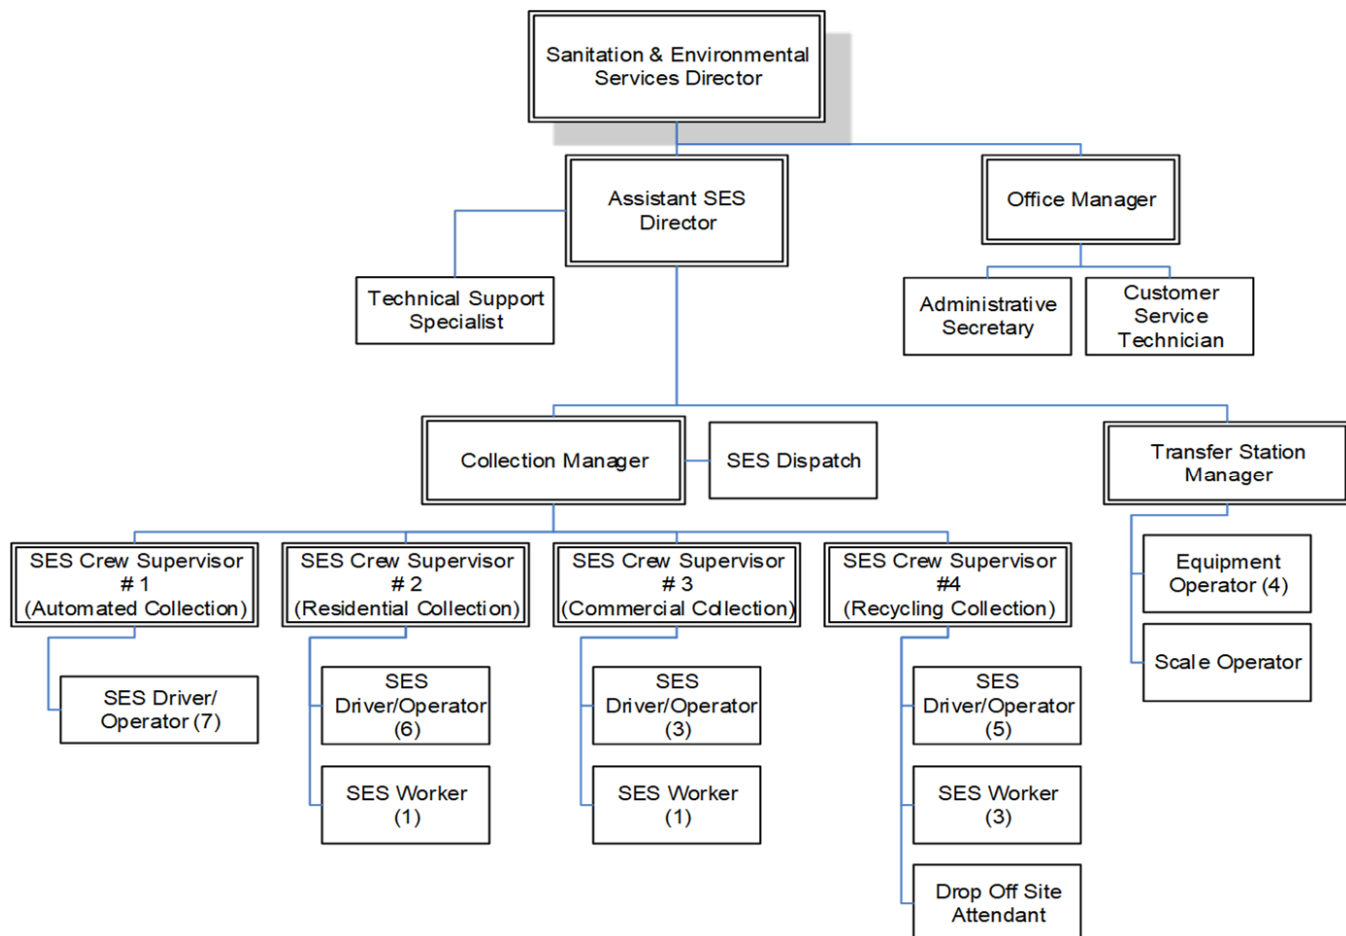 Sanitation & Environmental
Services Director
Assistant SES
Director
Office Manager
Technical Support
Specialist
Administrative
Secretary
Customer
Service
Technician
Collection Manager
SES Dispatch
Transfer Station
Manager
SES Crew Supervisor
# 1
(Automated Collection)
SES Crew Supervisor
# 2
(Residential Collection)
SES Crew Supervisor
# 3
(Commercial Collection)
SES Crew Supervisor
#4
(Recycling Collection)
Equipment
Operator (4)
Scale Operator
SES Driver/
Operator (7)
SES
Driver/Operator
(6)
SES
Driver/Operator
(3)
SES
Driver/Operator
(5)
SES Worker
(1)
SES Worker
(1)
SES Worker
(3)
Drop Off Site
Attendant